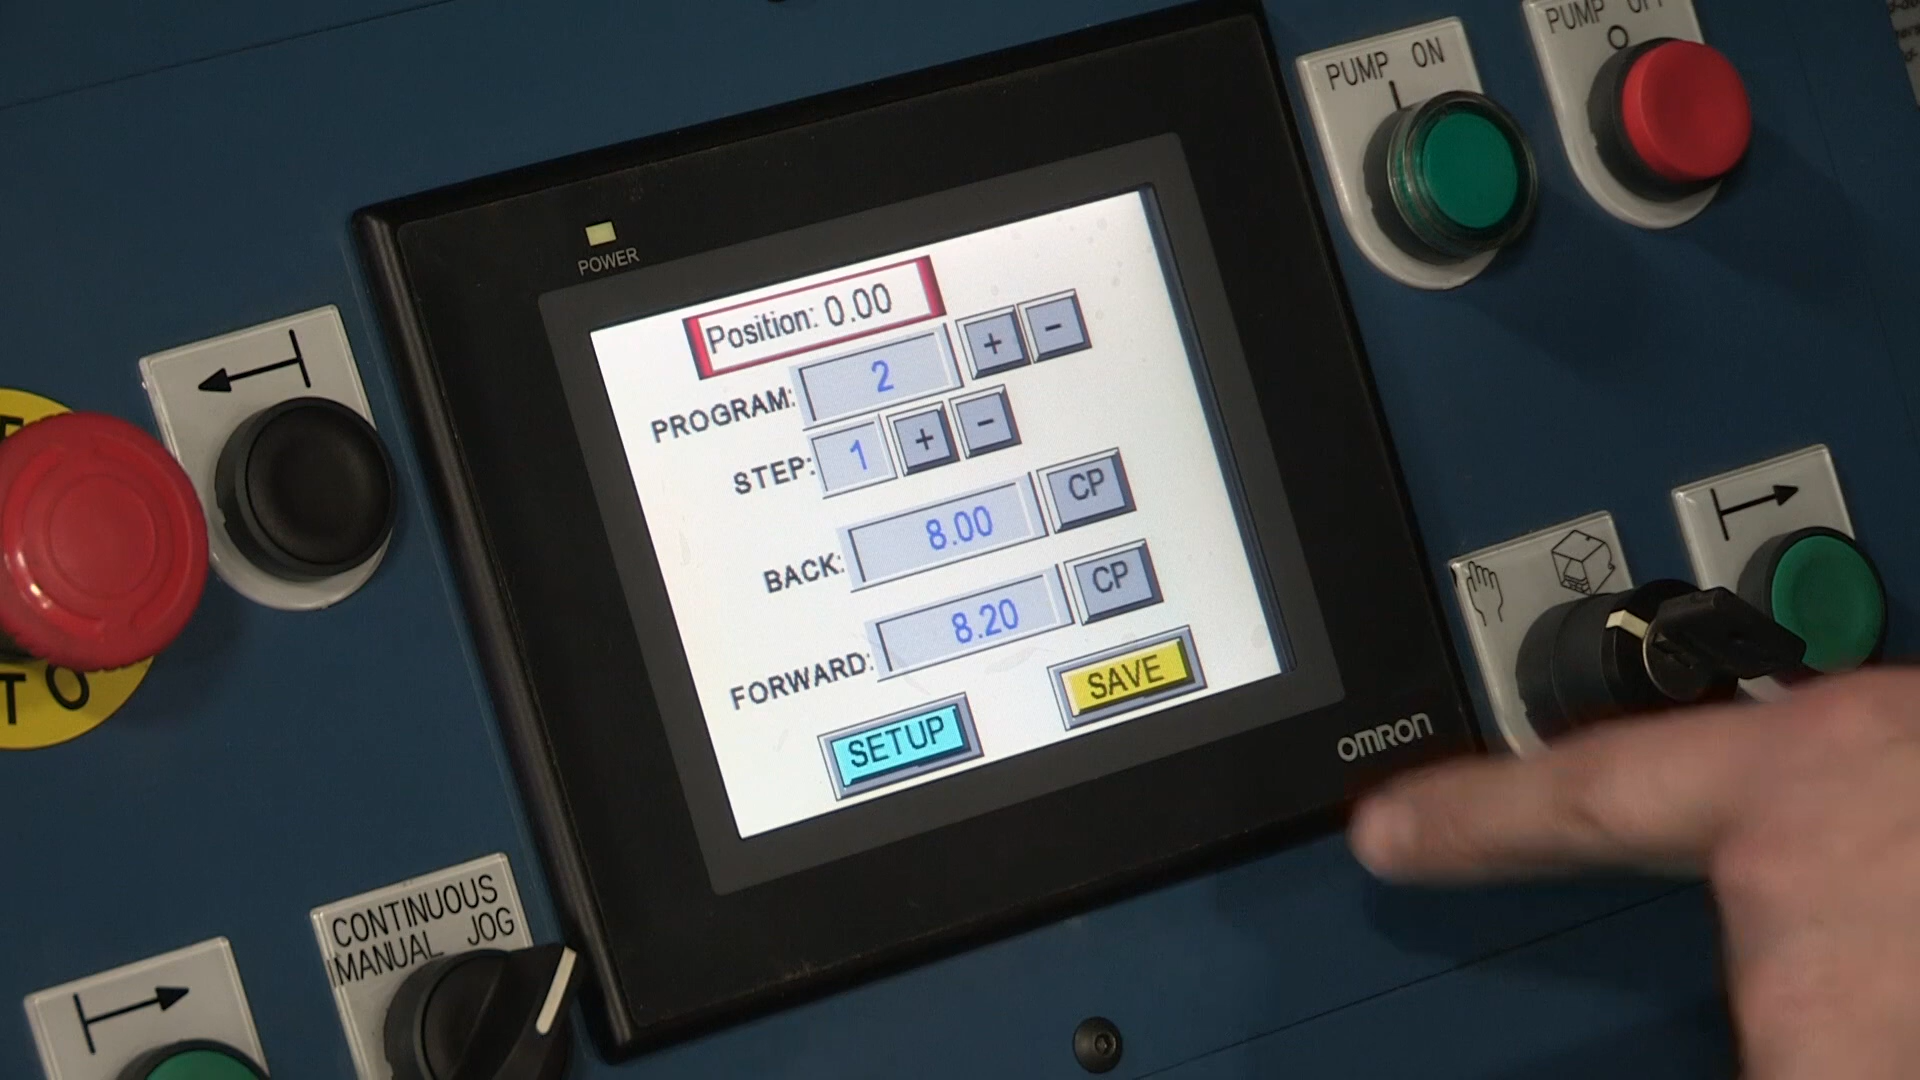 PUMP ON
PUMP
POWER
Position: 0.00
PROGRAM: 2 + -
STEP: 1 + -
BACK: 8.00 CP
FORWARD: 8.20 CP
SETUP SAVE
OMRON
TO
CONTINUOUS
MANUAL JOG